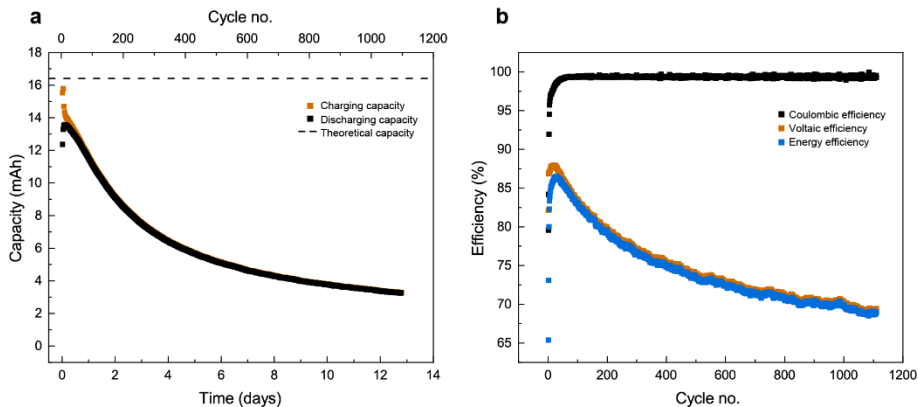 a
Cycle no.
0 200 400 600 800 1000 1200
18
16
14
12
10
8
6
4
2
0
Capacity (mAh)
Charging capacity
Discharging capacity
Theoretical capacity
0 2 4 6 8 10 12 14
Time (days)
b
100
95
90
85
80
75
70
65
Efficiency (%)
Coulombic efficiency
Voltaic efficiency
Energy efficiency
0 200 400 600 800 1000 1200
Cycle no.